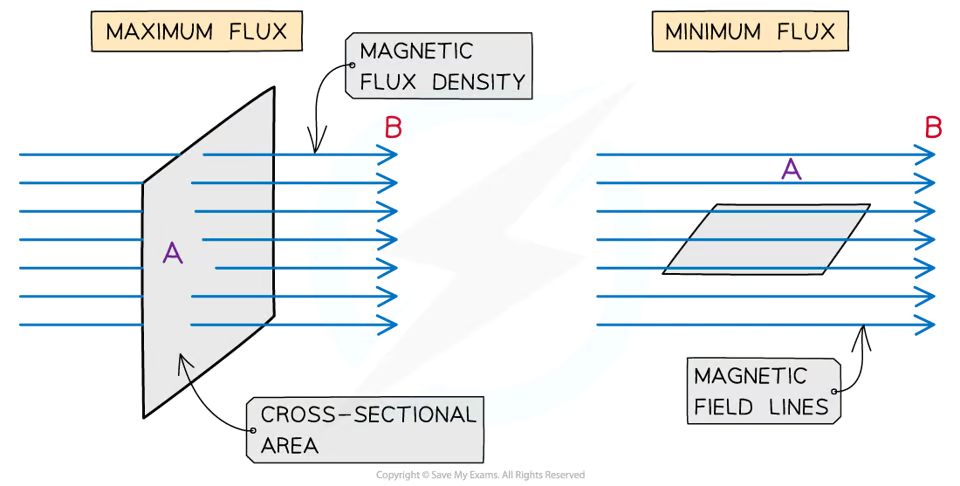 MAXIMUM FLUX
MINIMUM FLUX
MAGNETIC
FLUX DENSITY
B
B
A
A
MAGNETIC
FIELD LINES
CROSS-SECTIONAL
AREA
Copyright © Save My Exams. All Rights Reserved